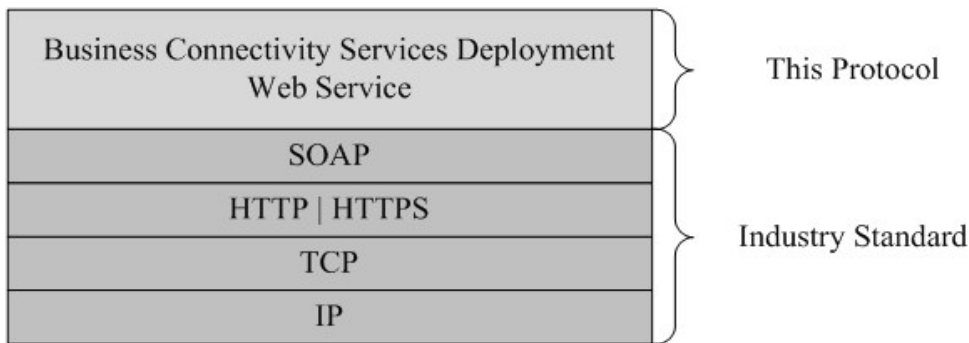 Business Connectivity Services Deployment
Web Service
This Protocol
SOAP
HTTP | HTTPS
TCP
IP
Industry Standard